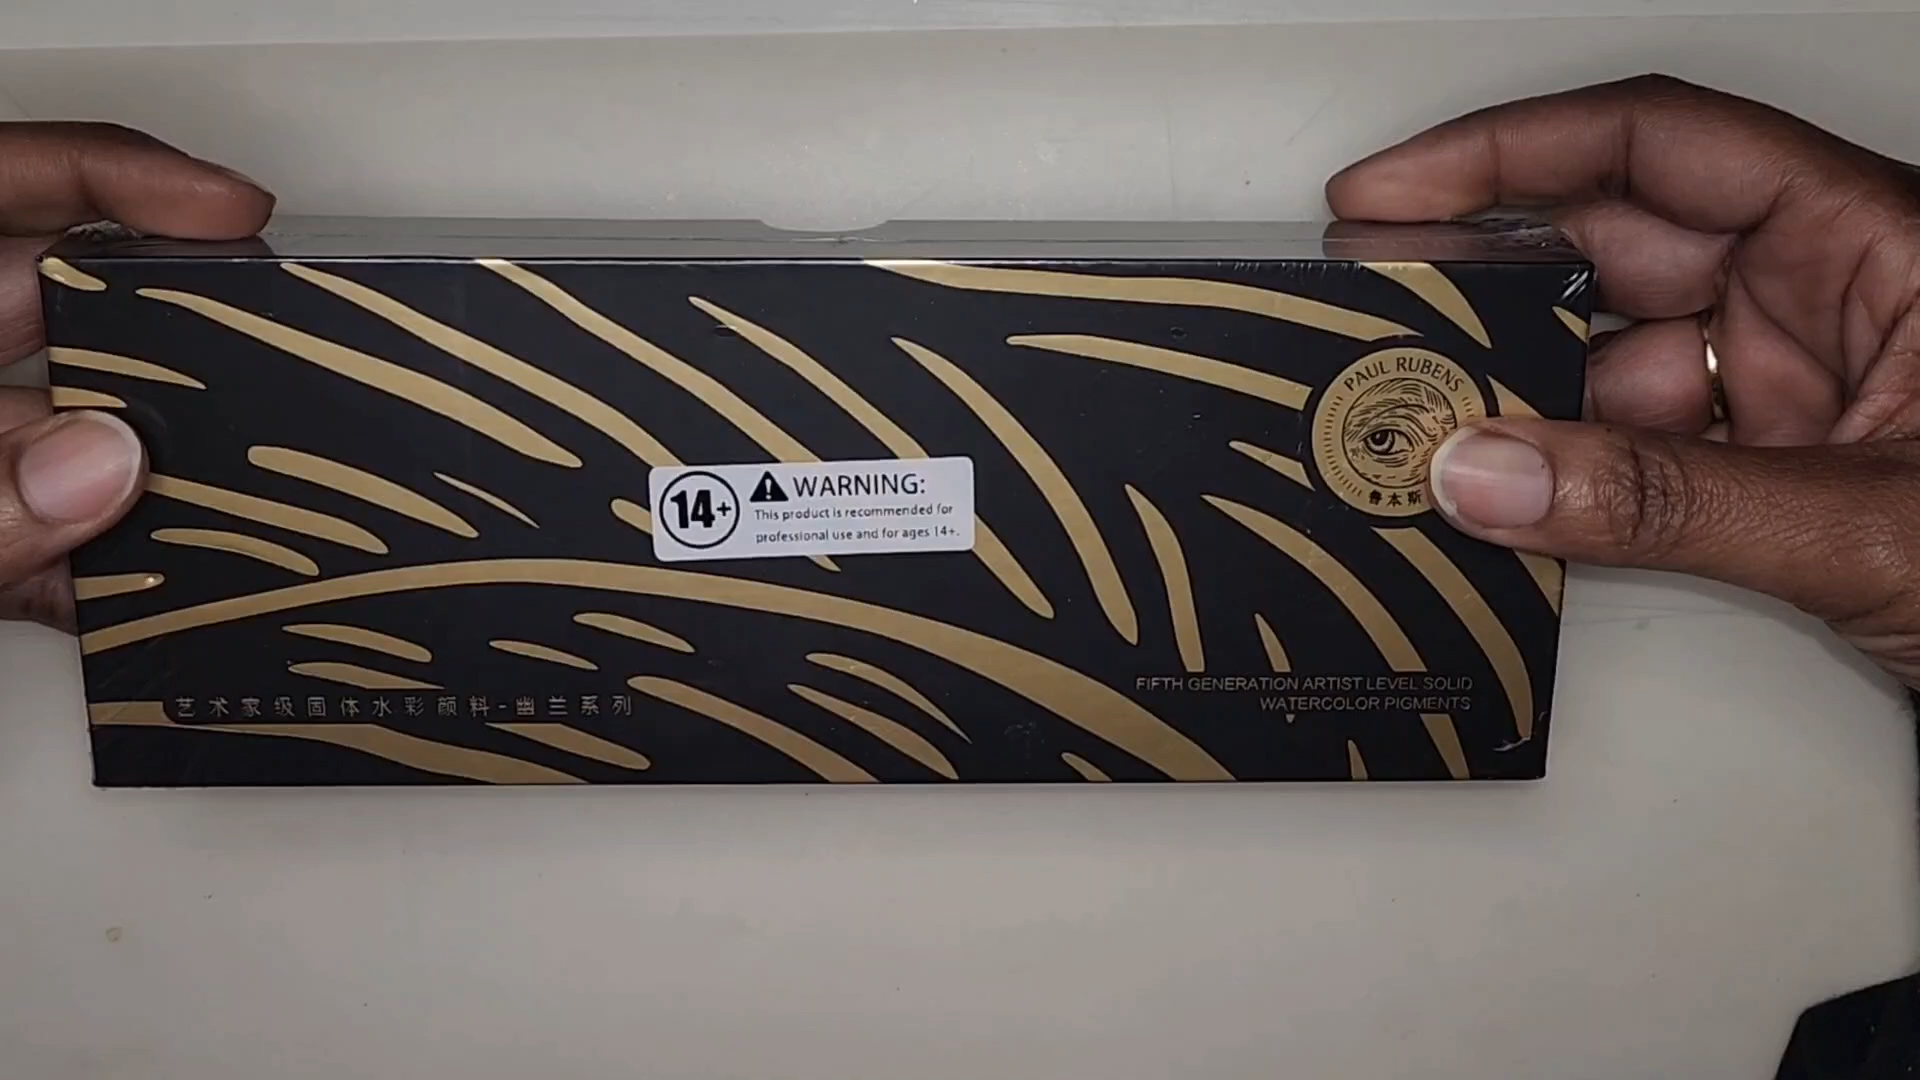 PAUL RUBENS
鲁本斯
14+
WARNING:
This product is recommended for
professional use and for ages 14+.
艺术家级固体水彩颜料-幽兰系列
FIFTH GENERATION ARTIST LEVEL SOLID
WATERCOLOR PIGMENTS